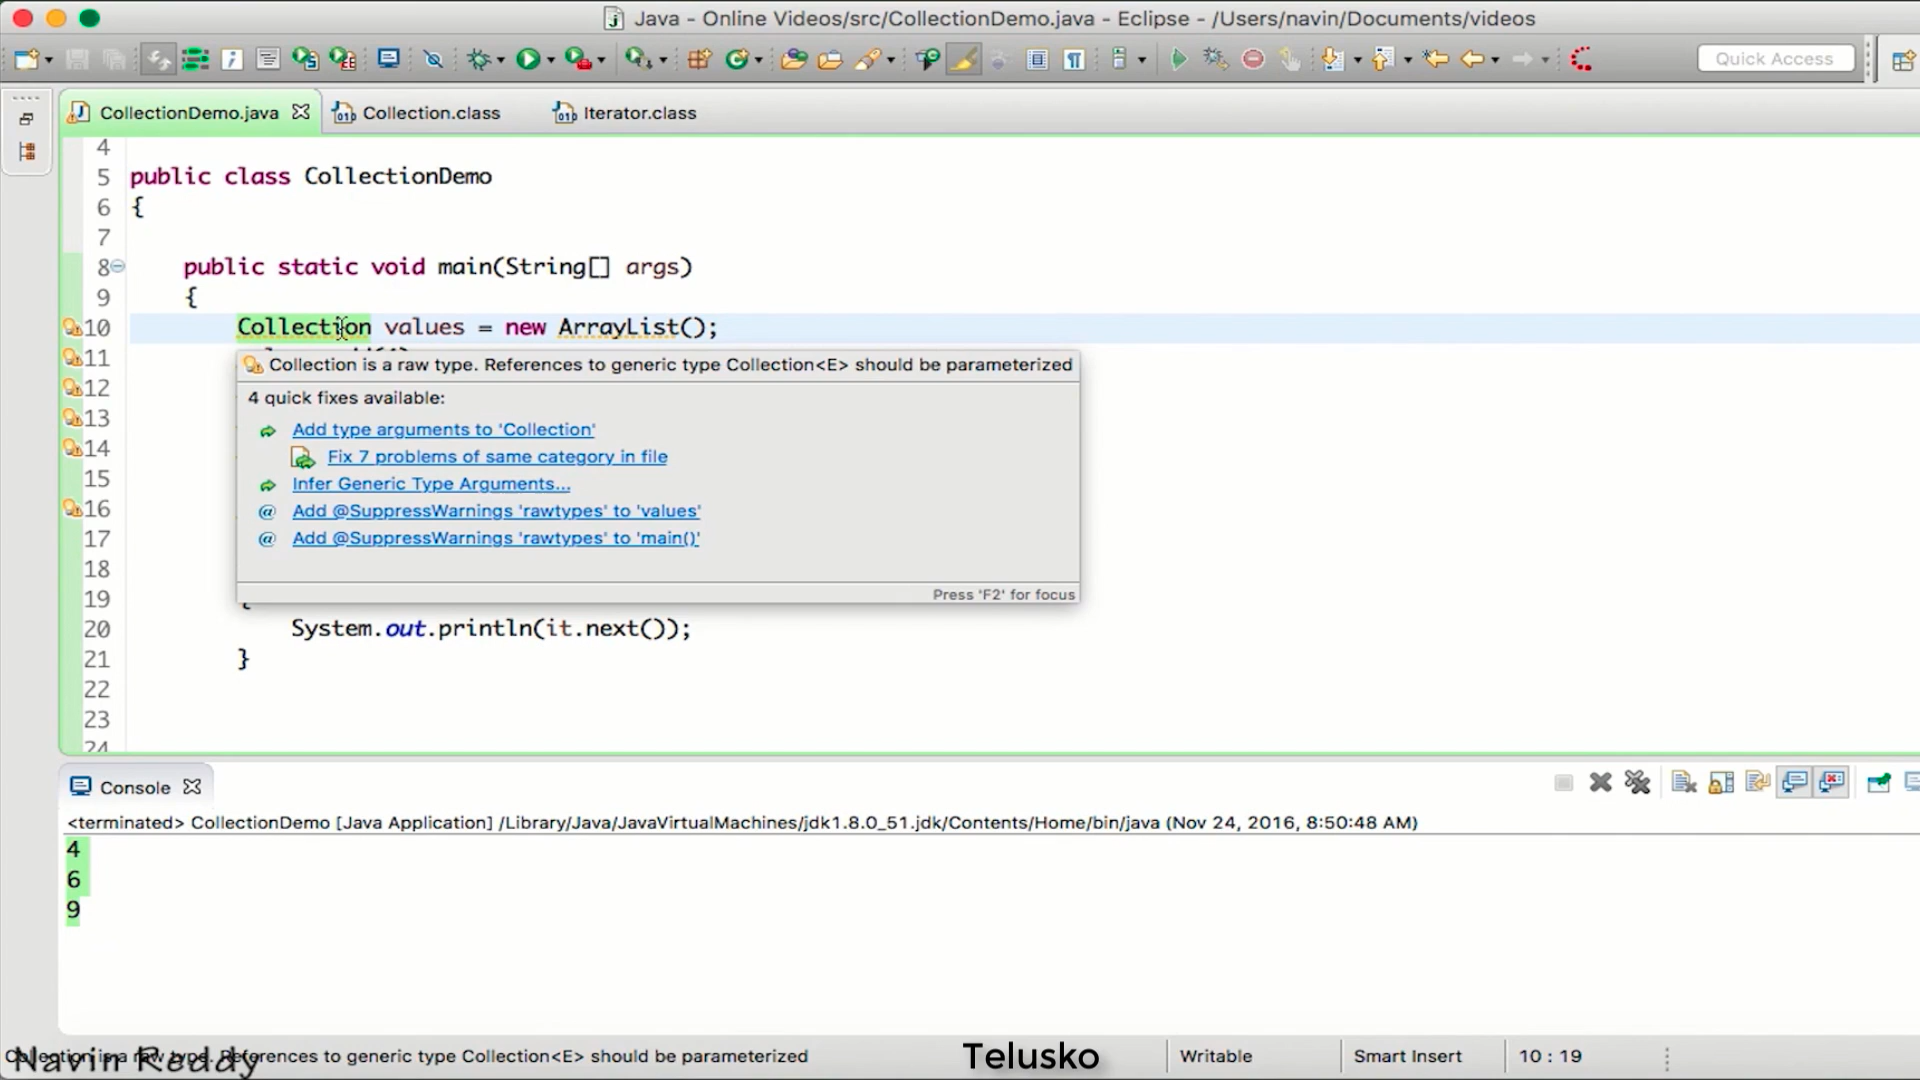 Java - Online Videos/src/CollectionDemo.java - Eclipse - /Users/navin/Documents/videos
Quick Access
CollectionDemo.java Collection.class Iterator.class
4
5 public class CollectionDemo
6 {
7
8 public static void main(String[] args)
9 {
10 Collection values = new ArrayList();
11
Collection is a raw type. References to generic type Collection<E> should be parameterized
12
4 quick fixes available:
13
Add type arguments to 'Collection'
14
Fix 7 problems of same category in file
15
Infer Generic Type Arguments...
16
Add @SuppressWarnings 'rawtypes' to 'values'
17
Add @SuppressWarnings 'rawtypes' to 'main()'
18
19
Press 'F2' for focus
20 System.out.println(it.next());
21 }
22
23
24
Console
<terminated> CollectionDemo [Java Application] /Library/Java/JavaVirtualMachines/jdk1.8.0_51.jdk/Contents/Home/bin/java (Nov 24, 2016, 8:50:48 AM)
4
6
9
Collection is a raw type. References to generic type Collection<E> should be parameterized
Navin Reddy
Telusko
Writable
Smart Insert
10 : 19